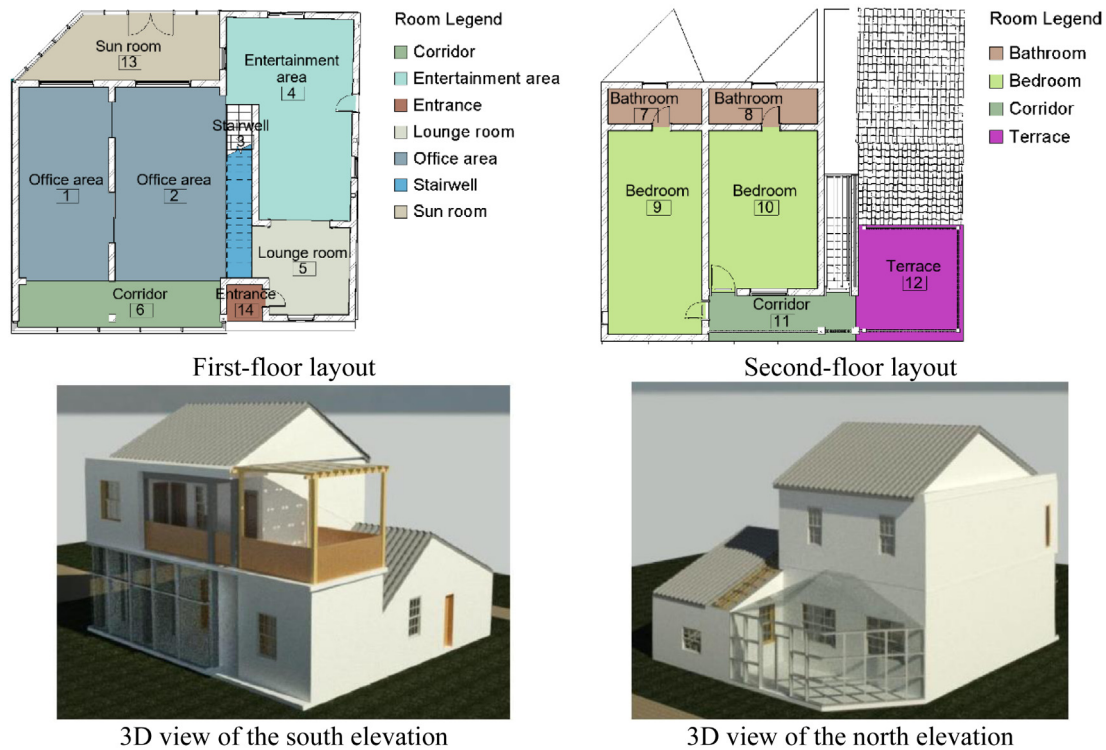 Room Legend
Corridor
Entertainment area
Entrance
Lounge room
Office area
Stairwell
Sun room
Sun room
13
Entertainment
area
4
Stairwell
3
Office area
1
Office area
2
Lounge room
5
Corridor
6
Entrance
14
First-floor layout
Room Legend
Bathroom
Bedroom
Corridor
Terrace
Bathroom
7
Bathroom
8
Bedroom
9
Bedroom
10
Terrace
12
Corridor
11
Second-floor layout
3D view of the south elevation
3D view of the north elevation